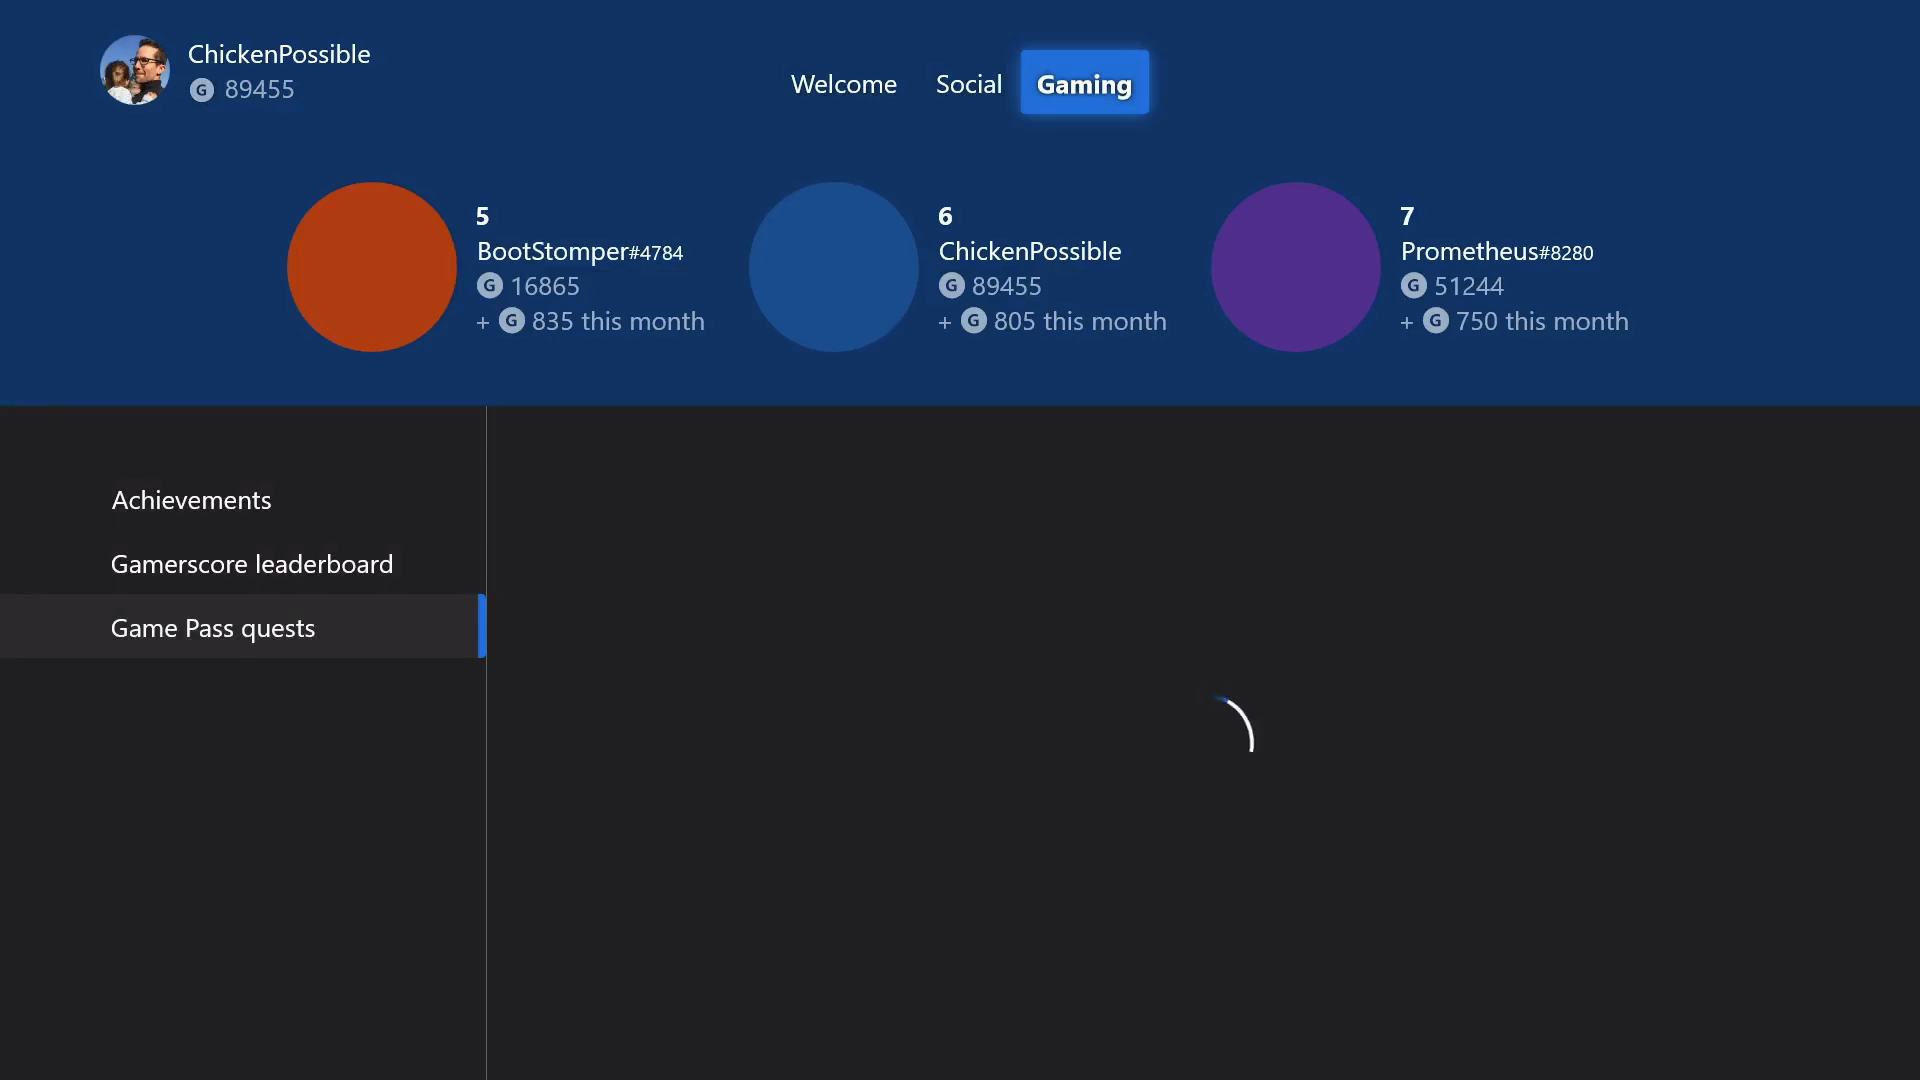 ChickenPossible
G 89455
Welcome
Social
Gaming
5
BootStomper#4784
G 16865
+ G 835 this month
6
ChickenPossible
G 89455
+ G 805 this month
7
Prometheus#8280
G 51244
+ G 750 this month
Achievements
Gamerscore leaderboard
Game Pass quests